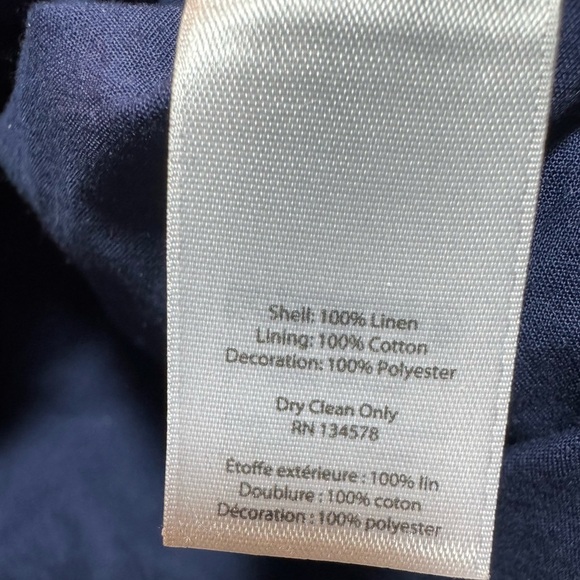 Shell: 100% Linen
Lining: 100% Cotton
Decoration: 100% Polyester
Dry Clean Only
RN 134578
Étoffe extérieure : 100% lin
Doublure : 100% coton
Décoration : 100% polyester